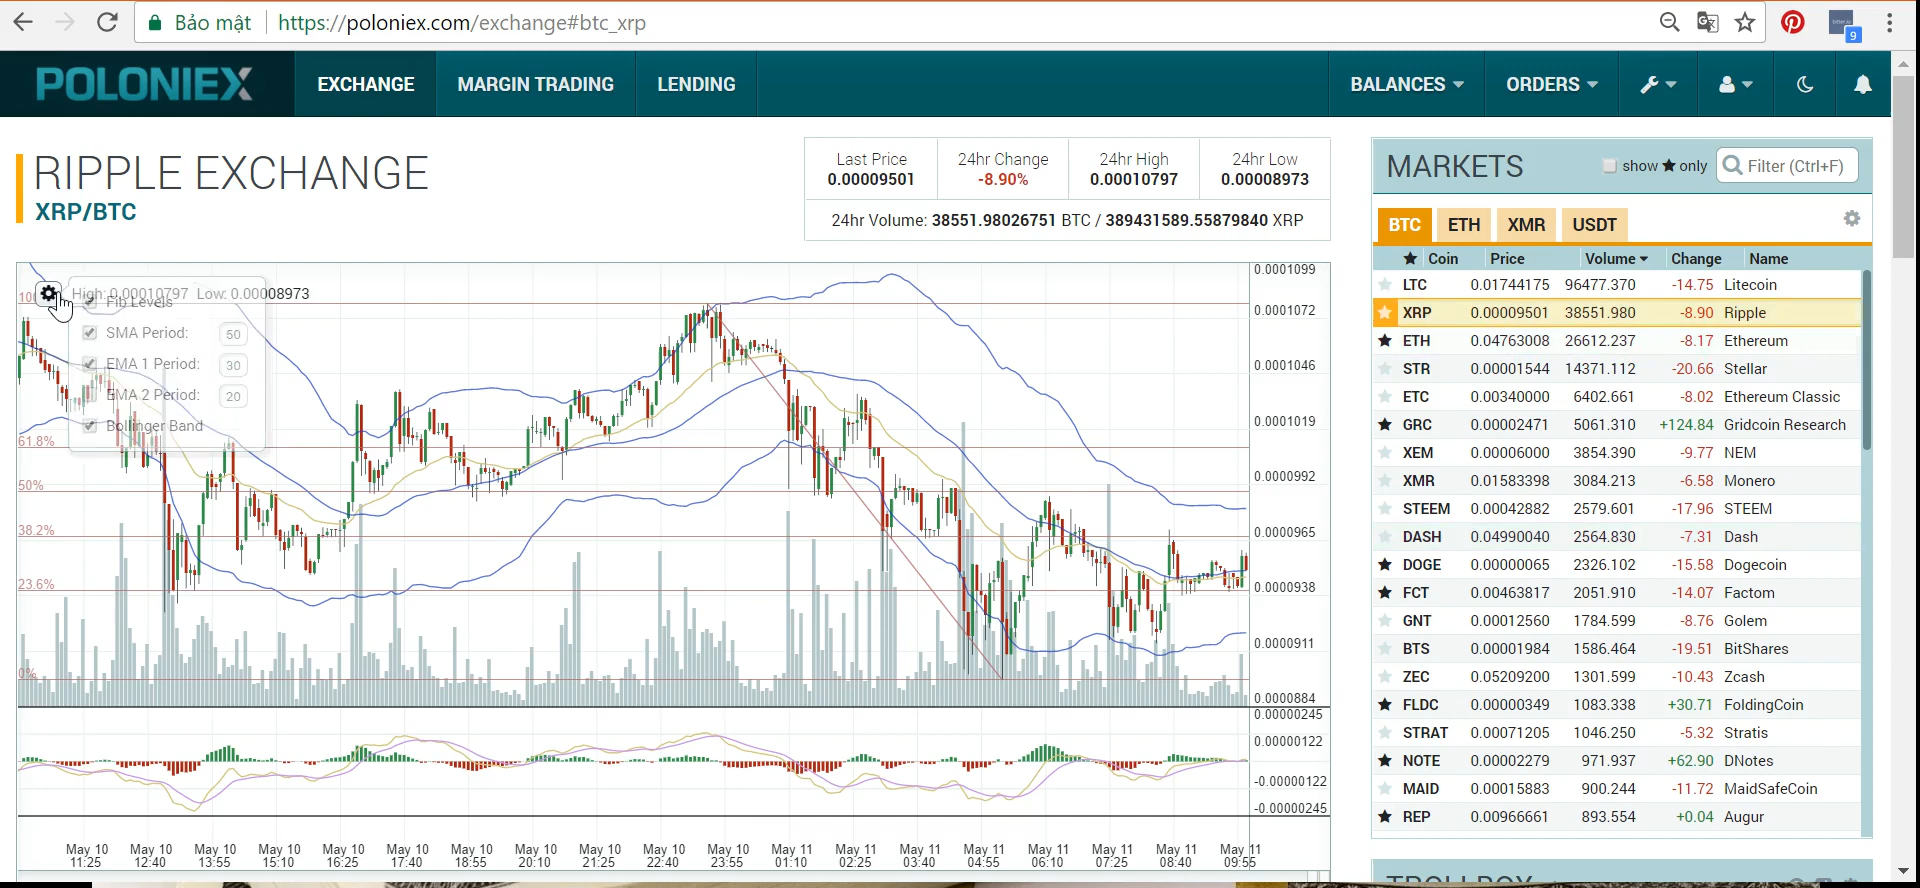 Bảo mật
https://poloniex.com/exchange#btc_xrp
9
POLONIEX
EXCHANGE
MARGIN TRADING
LENDING
BALANCES
ORDERS
RIPPLE EXCHANGE
XRP/BTC
Last Price
0.00009501
24hr Change
-8.90%
24hr High
0.00010797
24hr Low
0.00008973
24hr Volume: 38551.98026751 BTC / 389431589.55879840 XRP
High: 0.00010797 Low: 0.00008973
Fib Levels
SMA Period: 50
EMA 1 Period: 30
EMA 2 Period: 20
Bollinger Band
61.8%
50%
38.2%
23.6%
0%
0.0001099
0.0001072
0.0001046
0.0001019
0.0000992
0.0000965
0.0000938
0.0000911
0.0000884
0.00000245
0.00000122
-0.00000122
-0.00000245
May 10 May 10 May 10 May 10 May 10 May 10 May 10 May 10 May 10 May 10 May 10 May 11 May 11 May 11 May 11 May 11 May 11 May 11 May 11
11:25 12:40 13:55 15:10 16:25 17:40 18:55 20:10 21:25 22:40 23:55 01:10 02:25 03:40 04:55 06:10 07:25 08:40 09:55
MARKETS
show ★ only
Filter (Ctrl+F)
BTC ETH XMR USDT
★ Coin Price Volume Change Name
LTC 0.01744175 96477.370 -14.75 Litecoin
XRP 0.00009501 38551.980 -8.90 Ripple
ETH 0.04763008 26612.237 -8.17 Ethereum
STR 0.00001544 14371.112 -20.66 Stellar
ETC 0.00340000 6402.661 -8.02 Ethereum Classic
GRC 0.00002471 5061.310 +124.84 Gridcoin Research
XEM 0.00006000 3854.390 -9.77 NEM
XMR 0.01583398 3084.213 -6.58 Monero
STEEM 0.00042882 2579.601 -17.96 STEEM
DASH 0.04990040 2564.830 -7.31 Dash
DOGE 0.00000065 2326.102 -15.58 Dogecoin
FCT 0.00463817 2051.910 -14.07 Factom
GNT 0.00012560 1784.599 -8.76 Golem
BTS 0.00001984 1586.464 -19.51 BitShares
ZEC 0.05209200 1301.599 -10.43 Zcash
FLDC 0.00000349 1083.338 +30.71 FoldingCoin
STRAT 0.00071205 1046.250 -5.32 Stratis
NOTE 0.00002279 971.937 +62.90 DNotes
MAID 0.00015883 900.244 -11.72 MaidSafeCoin
REP 0.00966661 893.554 +0.04 Augur
TROLLBOX